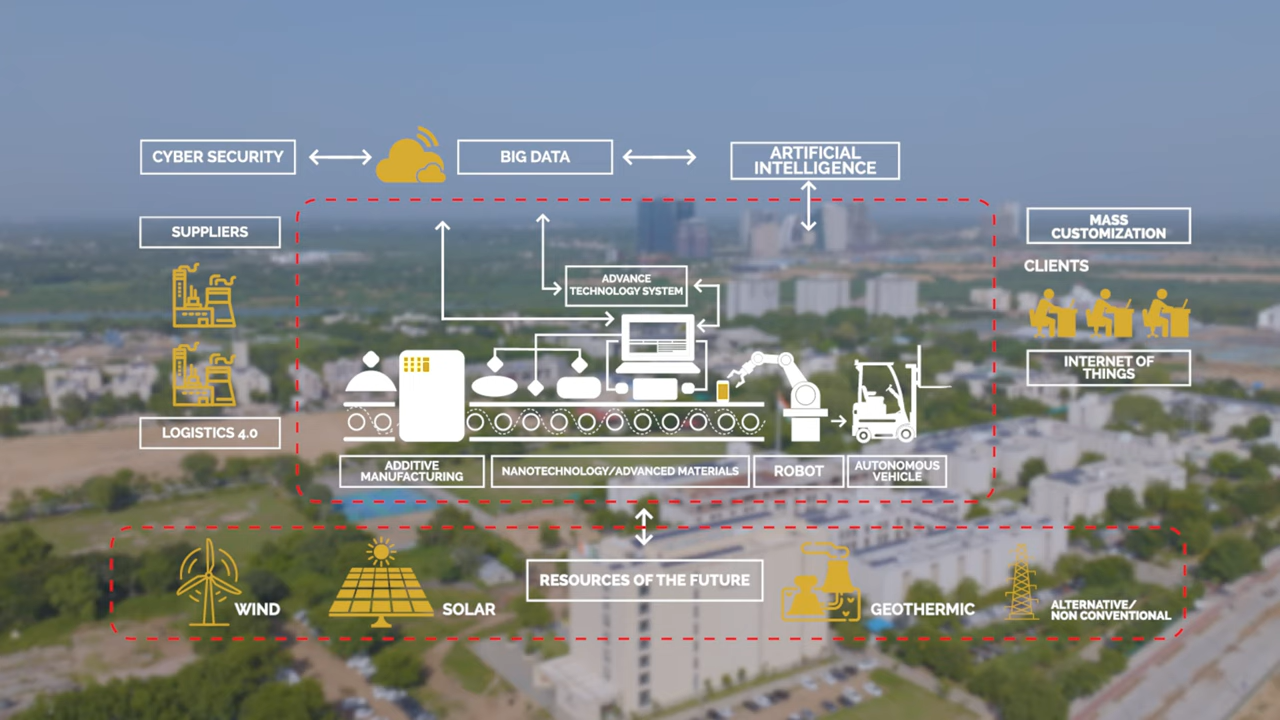 CYBER SECURITY
BIG DATA
ARTIFICIAL
INTELLIGENCE
SUPPLIERS
MASS
CUSTOMIZATION
CLIENTS
ADVANCE
TECHNOLOGY SYSTEM
INTERNET OF
THINGS
LOGISTICS 4.0
ADDITIVE
MANUFACTURING
NANOTECHNOLOGY/ADVANCED MATERIALS
ROBOT
AUTONOMOUS
VEHICLE
RESOURCES OF THE FUTURE
WIND
SOLAR
GEOTHERMIC
ALTERNATIVE/
NON CONVENTIONAL